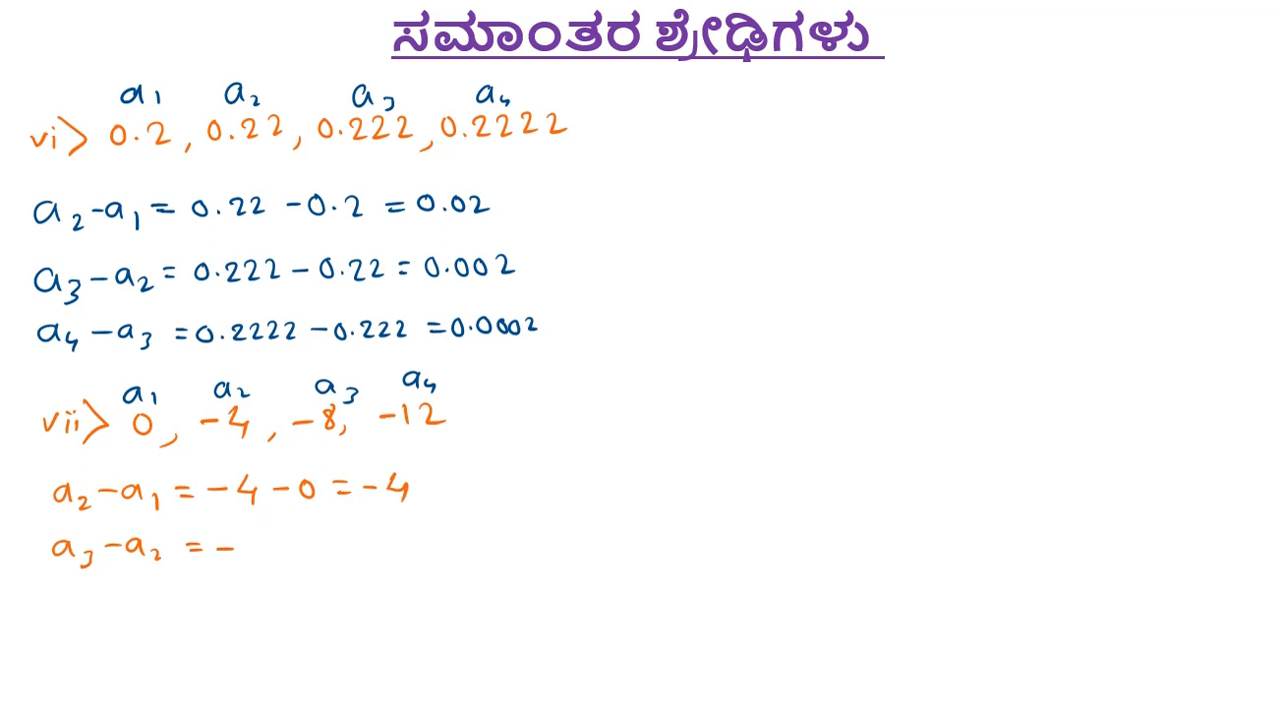 ಸಮಾಂತರ ಶ್ರೇಢಿಗಳು
a1 a2 a3 a4
vi> 0.2, 0.22, 0.222, 0.2222
a2-a1 = 0.22 - 0.2 = 0.02
a3-a2 = 0.222 - 0.22 = 0.002
a4-a3 = 0.2222 - 0.222 = 0.0002
a1 a2 a3 a4
vii> 0, -4, -8, -12
a2-a1 = -4 - 0 = -4
a3-a2 = -